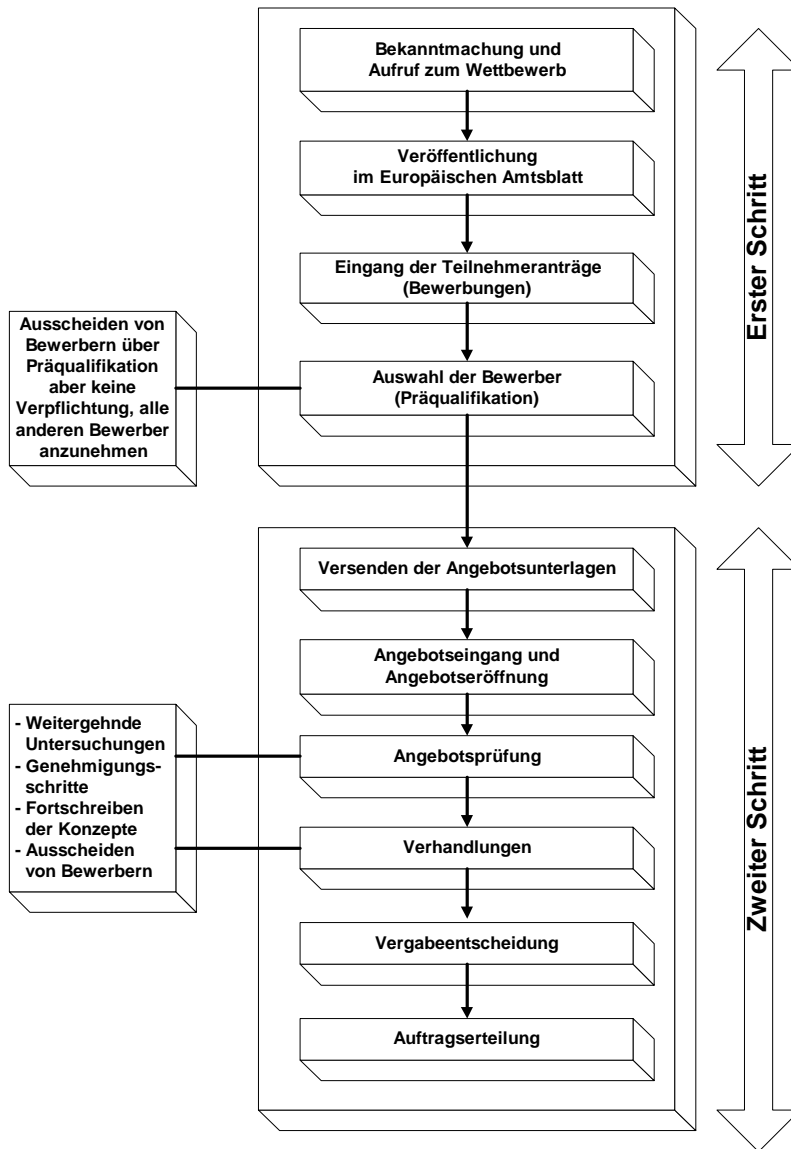 Bekanntmachung und
Aufruf zum Wettbewerb
Veröffentlichung
im Europäischen Amtsblatt
Eingang der Teilnehmeranträge
(Bewerbungen)
Auswahl der Bewerber
(Präqualifikation)
Ausscheiden von
Bewerbern über
Präqualifikation
aber keine
Verpflichtung, alle
anderen Bewerber
anzunehmen
Erster Schritt
Versenden der Angebotsunterlagen
Angebotseingang und
Angebotseröffnung
Angebotsprüfung
Verhandlungen
- Weitergehnde
Untersuchungen
- Genehmigungs-
schritte
- Fortschreiben
der Konzepte
- Ausscheiden
von Bewerbern
Vergabeentscheidung
Auftragserteilung
Zweiter Schritt